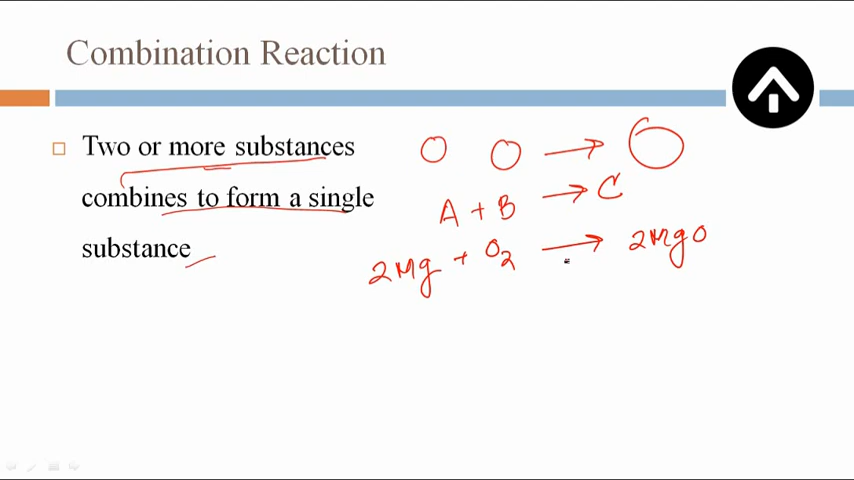 Combination Reaction
Two or more substances
combines to form a single
substance
A + B → C
2Mg + O₂ → 2MgO